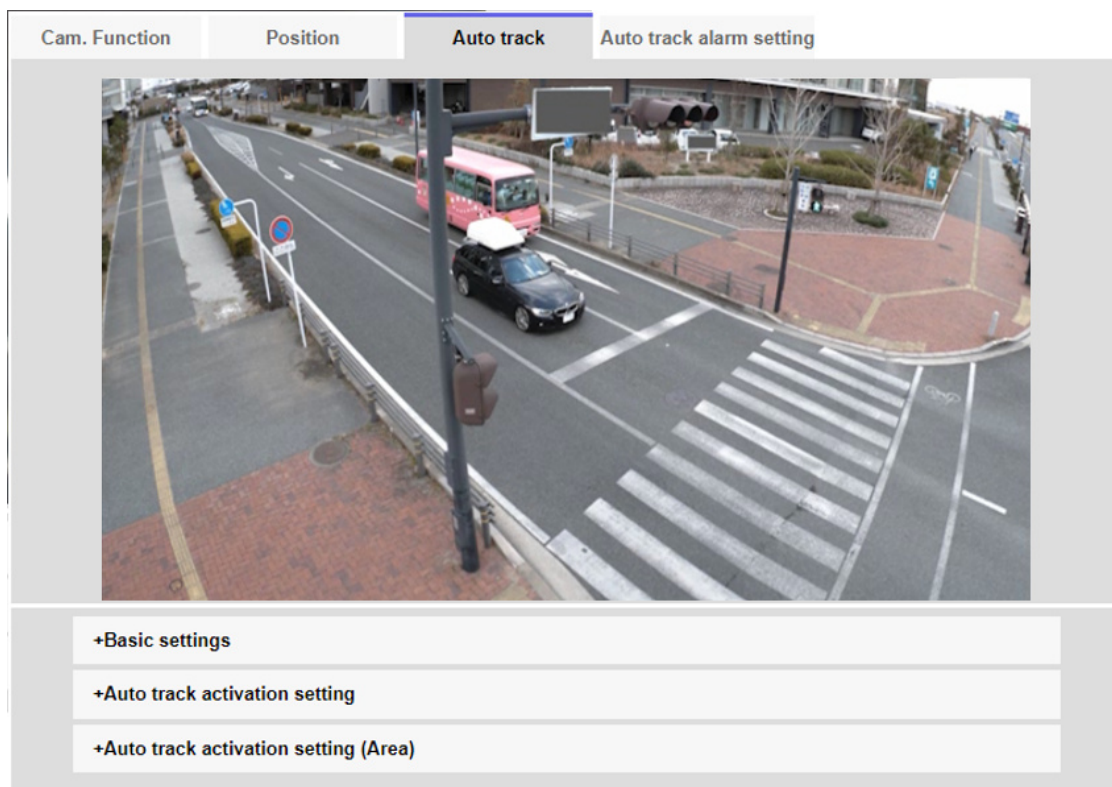 Cam. Function
Position
Auto track
Auto track alarm setting
+Basic settings
+Auto track activation setting
+Auto track activation setting (Area)